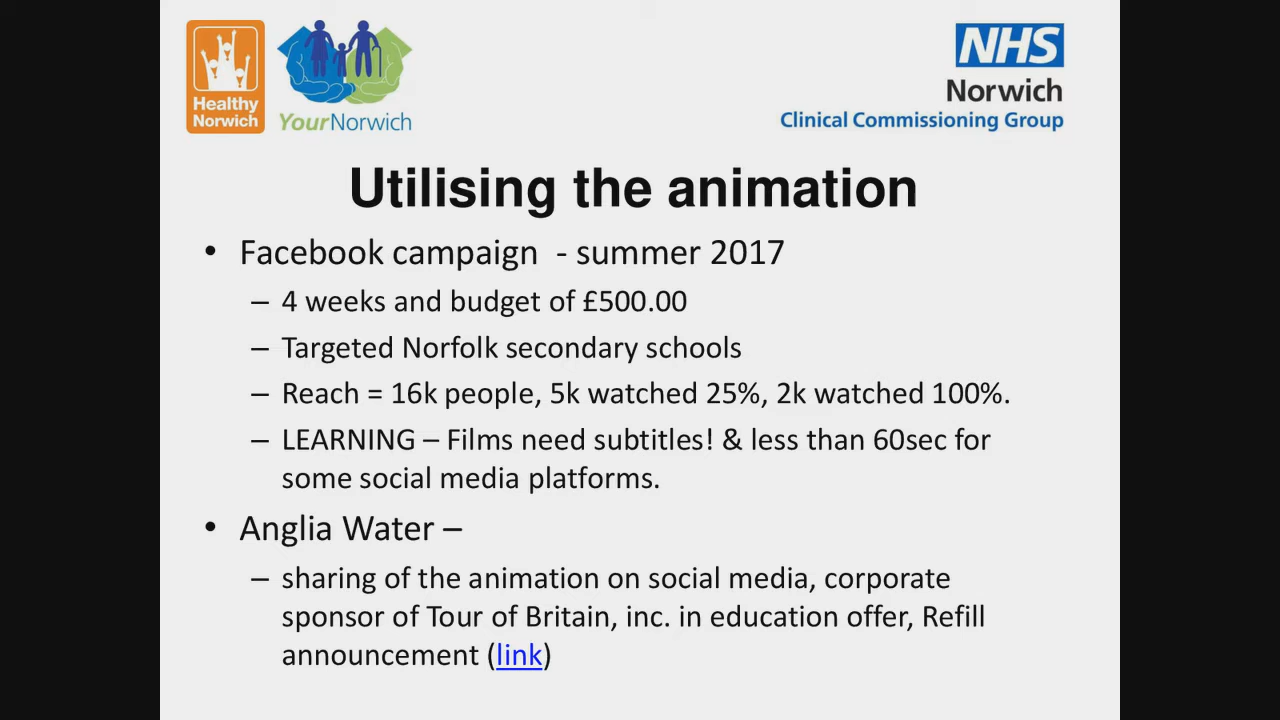 Healthy
Norwich
YourNorwich
NHS
Norwich
Clinical Commissioning Group
Utilising the animation
• Facebook campaign  - summer 2017
– 4 weeks and budget of £500.00
– Targeted Norfolk secondary schools
– Reach = 16k people, 5k watched 25%, 2k watched 100%.
– LEARNING – Films need subtitles! & less than 60sec for
some social media platforms.
• Anglia Water –
– sharing of the animation on social media, corporate
sponsor of Tour of Britain, inc. in education offer, Refill
announcement (link)